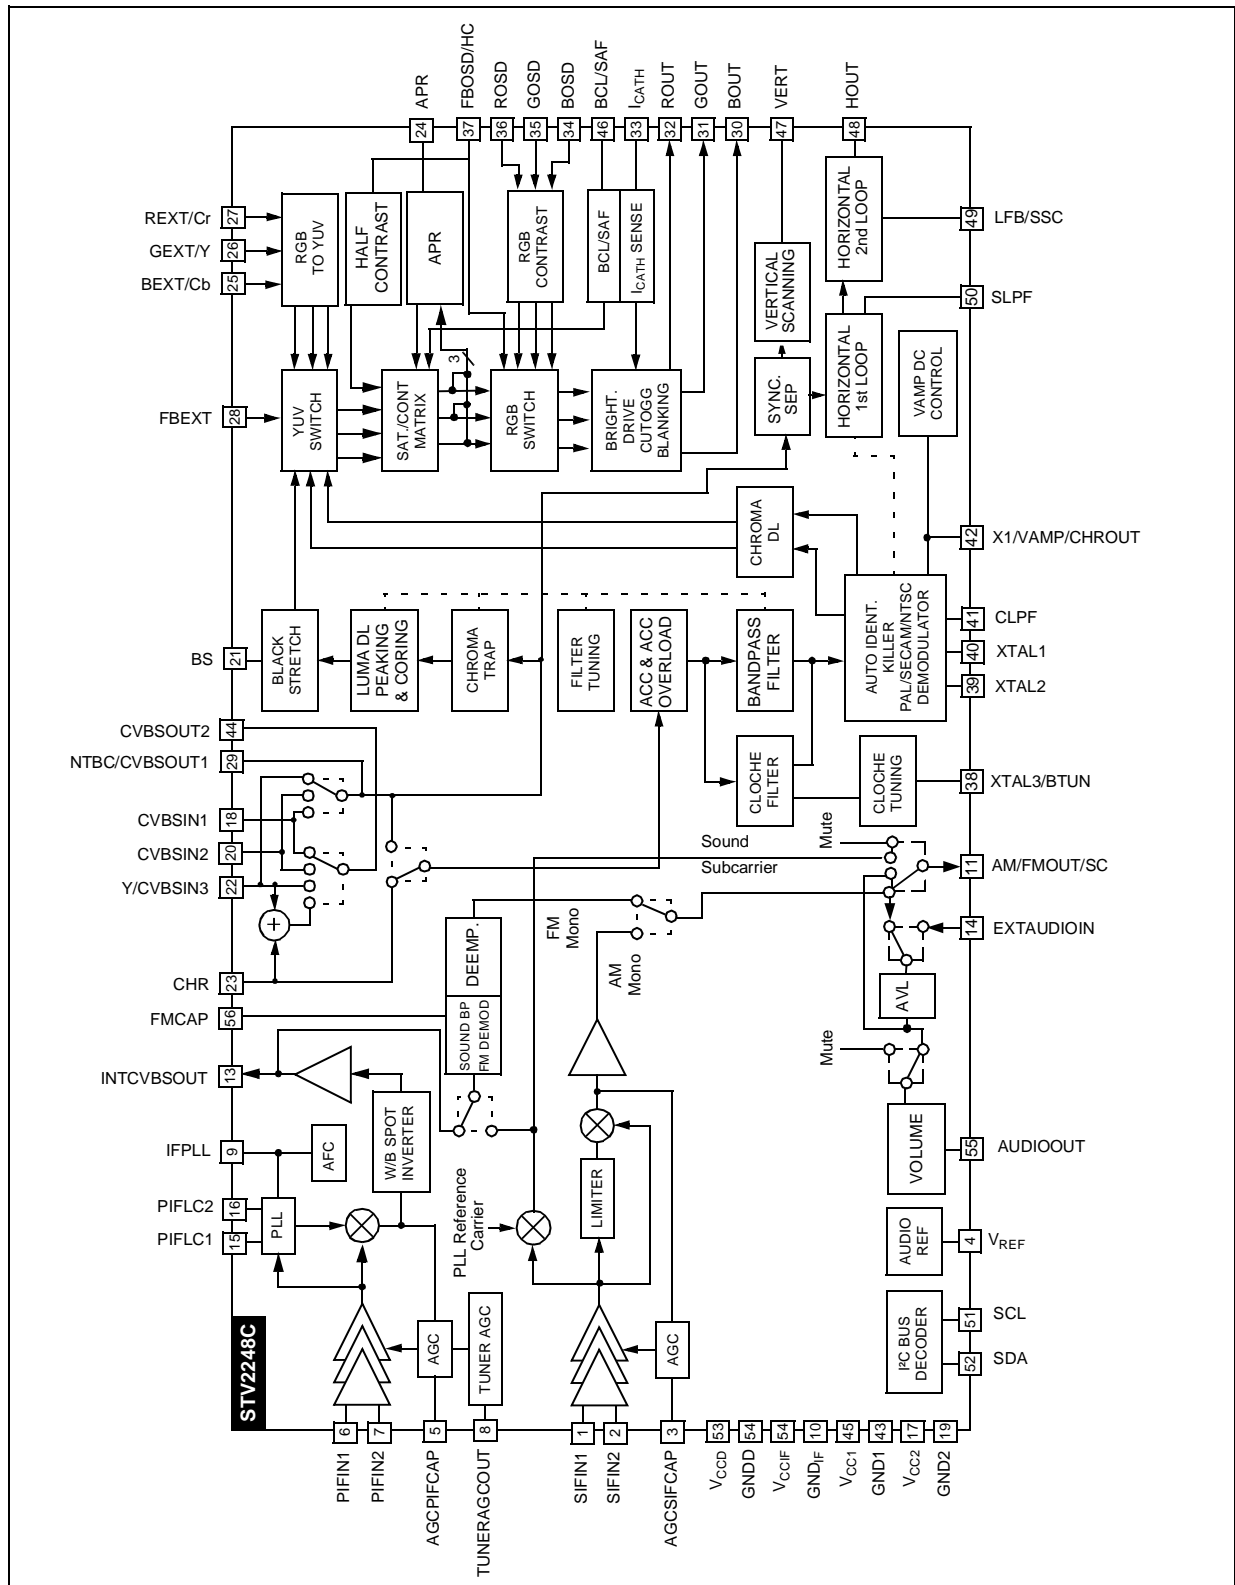 APR
FBOSD/HC
ROSD
GOSD
BOSD
BCL/SAF
ICATH
ROUT
GOUT
BOUT
VERT
HOUT
24
37
36
35
34
46
33
32
31
30
47
48
REXT/Cr
27
GEXT/Y
26
BEXT/Cb
25
RGB
TO YUV
HALF
CONTRAST
APR
RGB
CONTRAST
BCL/SAF
ICATH SENSE
VERTICAL
SCANNING
HORIZONTAL
2nd LOOP
49
LFB/SSC
50
SLPF
3
FBEXT
28
YUV
SWITCH
SAT./CONT
MATRIX
RGB
SWITCH
BRIGHT.
DRIVE
CUTOGG
BLANKING
SYNC.
SEP
HORIZONTAL
1st LOOP
VAMP DC
CONTROL
CHROMA
DL
42
X1/VAMP/CHROUT
BS
21
BLACK
STRETCH
LUMA DL
PEAKING
& CORING
CHROMA
TRAP
FILTER
TUNING
ACC & ACC
OVERLOAD
BANDPASS
FILTER
AUTO IDENT.
KILLER
PAL/SECAM/NTSC
DEMODULATOR
41
CLPF
40
XTAL1
39
XTAL2
CVBSOUT2
44
NTBC/CVBSOUT1
29
CVBSIN1
18
CVBSIN2
20
Y/CVBSIN3
22
+
CHR
23
CLOCHE
FILTER
CLOCHE
TUNING
38
XTAL3/BTUN
Sound
Subcarrier
Mute
11
AM/FMOUT/SC
14
EXTAUDIOIN
FMCAP
56
DEEMP.
SOUND BP
FM DEMOD
FM
Mono
AM
Mono
AVL
Mute
INTCVBSOUT
13
IFPLL
9
AFC
W/B SPOT
INVERTER
PIFLC2
16
PIFLC1
15
PLL
PLL Reference
Carrier
LIMITER
VOLUME
55
AUDIOOUT
AUDIO
REF
4
VREF
STV2248C
AGC
TUNER AGC
AGC
I²C BUS
DECODER
51
SCL
52
SDA
6
7
5
8
1
2
3
53
54
54
10
45
43
17
19
PIFIN1
PIFIN2
AGCPIFCAP
TUNERAGCOUT
SIFIN1
SIFIN2
AGCSIFCAP
VCCD
GNDD
VCCIF
GNDIF
VCC1
GND1
VCC2
GND2